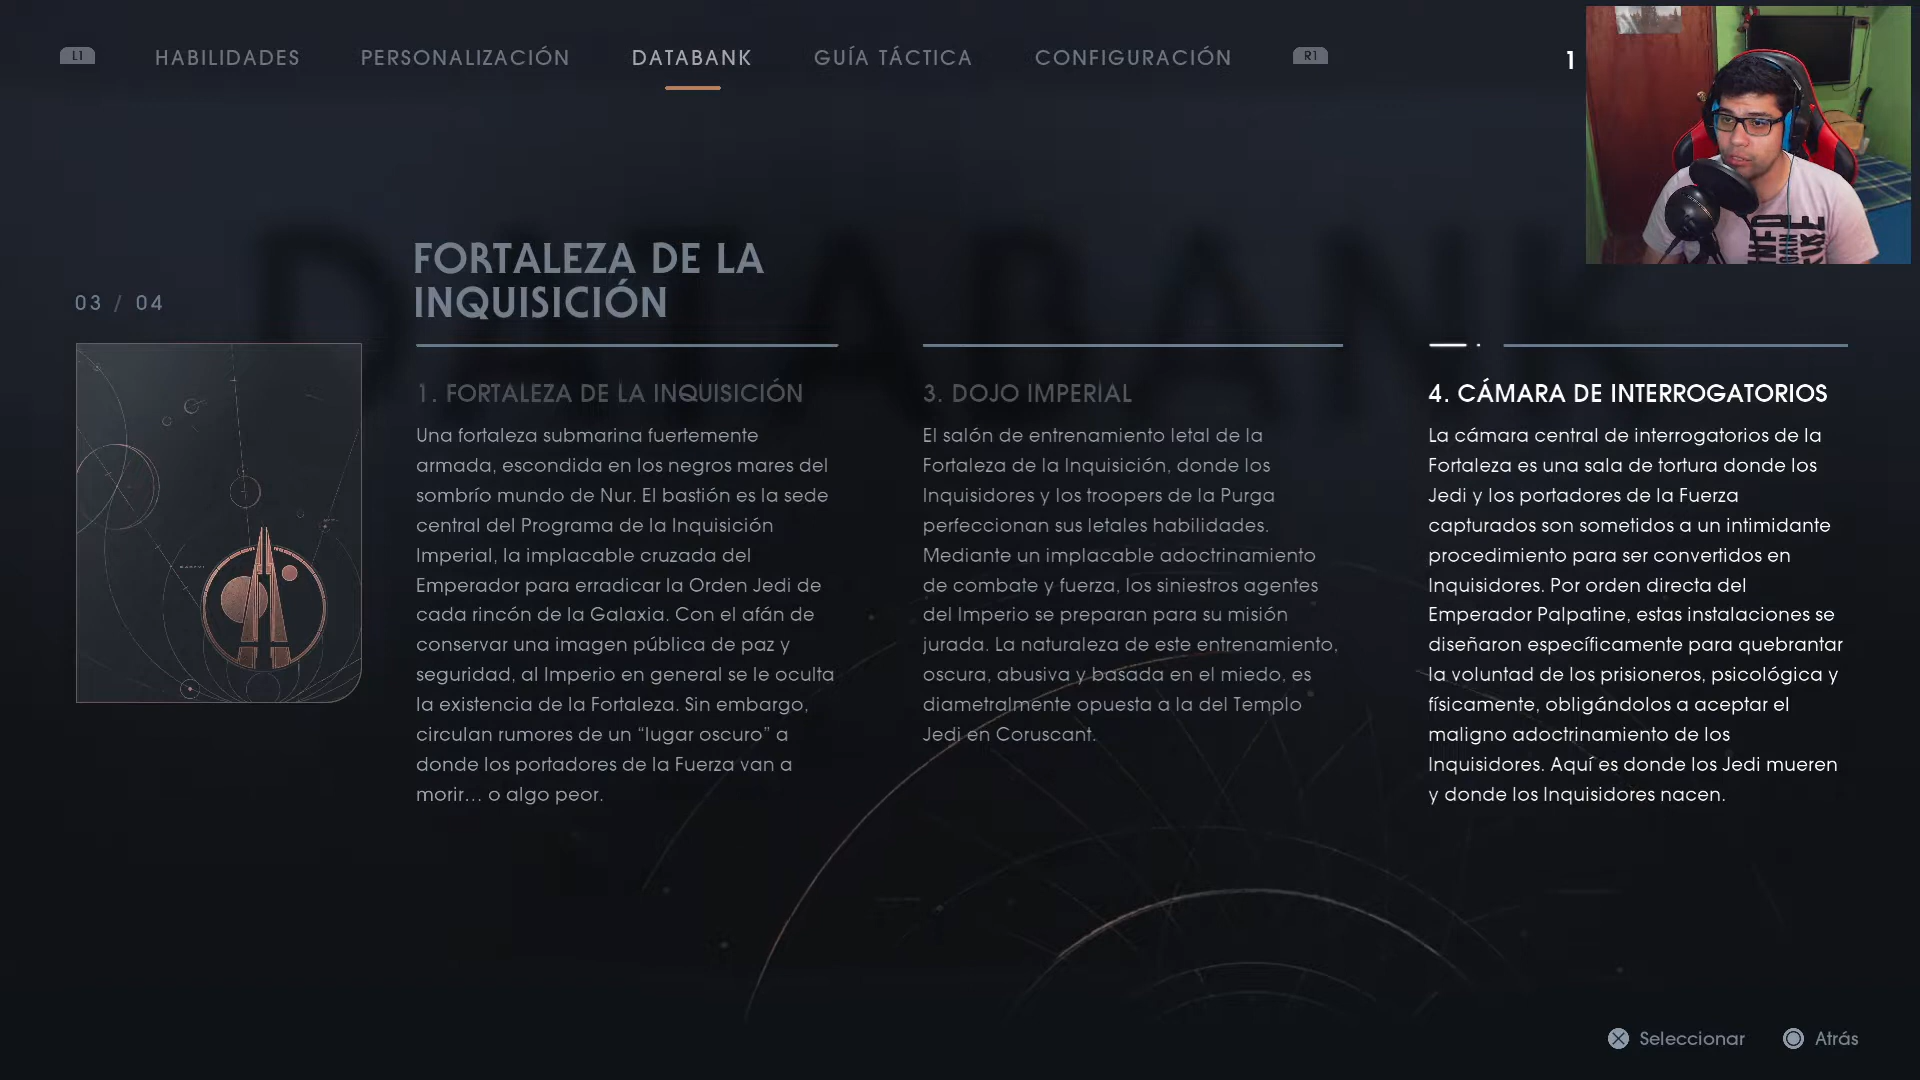 L1
HABILIDADES
PERSONALIZACIÓN
DATABANK
GUÍA TÁCTICA
CONFIGURACIÓN
R1
1
DATABANK
03 / 04
FORTALEZA DE LA
INQUISICIÓN
1. FORTALEZA DE LA INQUISICIÓN
Una fortaleza submarina fuertemente
armada, escondida en los negros mares del
sombrío mundo de Nur. El bastión es la sede
central del Programa de la Inquisición
Imperial, la implacable cruzada del
Emperador para erradicar la Orden Jedi de
cada rincón de la Galaxia. Con el afán de
conservar una imagen pública de paz y
seguridad, al Imperio en general se le oculta
la existencia de la Fortaleza. Sin embargo,
circulan rumores de un “lugar oscuro” a
donde los portadores de la Fuerza van a
morir... o algo peor.
3. DOJO IMPERIAL
El salón de entrenamiento letal de la
Fortaleza de la Inquisición, donde los
Inquisidores y los troopers de la Purga
perfeccionan sus letales habilidades.
Mediante un implacable adoctrinamiento
de combate y fuerza, los siniestros agentes
del Imperio se preparan para su misión
jurada. La naturaleza de este entrenamiento,
oscura, abusiva y basada en el miedo, es
diametralmente opuesta a la del Templo
Jedi en Coruscant.
4. CÁMARA DE INTERROGATORIOS
La cámara central de interrogatorios de la
Fortaleza es una sala de tortura donde los
Jedi y los portadores de la Fuerza
capturados son sometidos a un intimidante
procedimiento para ser convertidos en
Inquisidores. Por orden directa del
Emperador Palpatine, estas instalaciones se
diseñaron específicamente para quebrantar
la voluntad de los prisioneros, psicológica y
físicamente, obligándolos a aceptar el
maligno adoctrinamiento de los
Inquisidores. Aquí es donde los Jedi mueren
y donde los Inquisidores nacen.
Seleccionar
Atrás